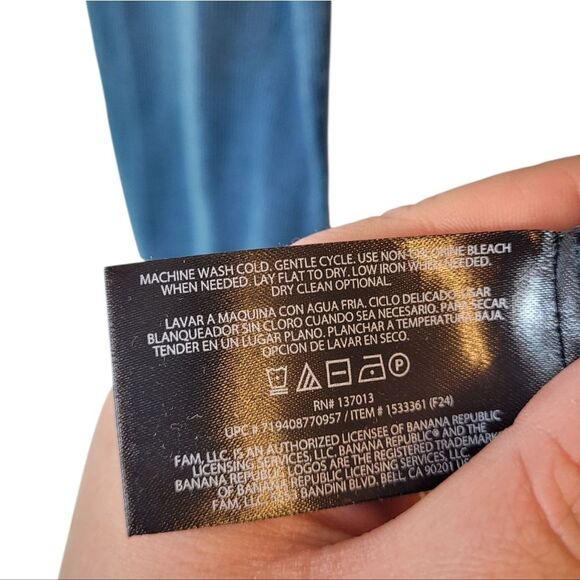 MACHINE WASH COLD. GENTLE CYCLE. USE NON CHLORINE BLEACH
WHEN NEEDED. LAY FLAT TO DRY. LOW IRON WHEN NEEDED.
DRY CLEAN OPTIONAL.
LAVAR A MAQUINA CON AGUA FRIA. CICLO DELICADO. USAR
BLANQUEADOR SIN CLORO CUANDO SEA NECESARIO. PARA SECAR
TENDER EN UN LUGAR PLANO. PLANCHAR A TEMPERATURA BAJA.
OPCION DE LAVAR EN SECO.
P
RN# 137013
UPC # 719408770957 / ITEM # 1533361 (F24)
FAM, LLC. IS AN AUTHORIZED LICENSEE OF BANANA REPUBLIC
LICENSING SERVICES, LLC. BANANA REPUBLIC® AND THE
BANANA REPUBLIC LOGOS ARE THE REGISTERED TRADEMARKS
OF BANANA REPUBLIC LICENSING SERVICES, LLC.
FAM, LLC. 5553 BANDINI BLVD. BELL, CA 90201